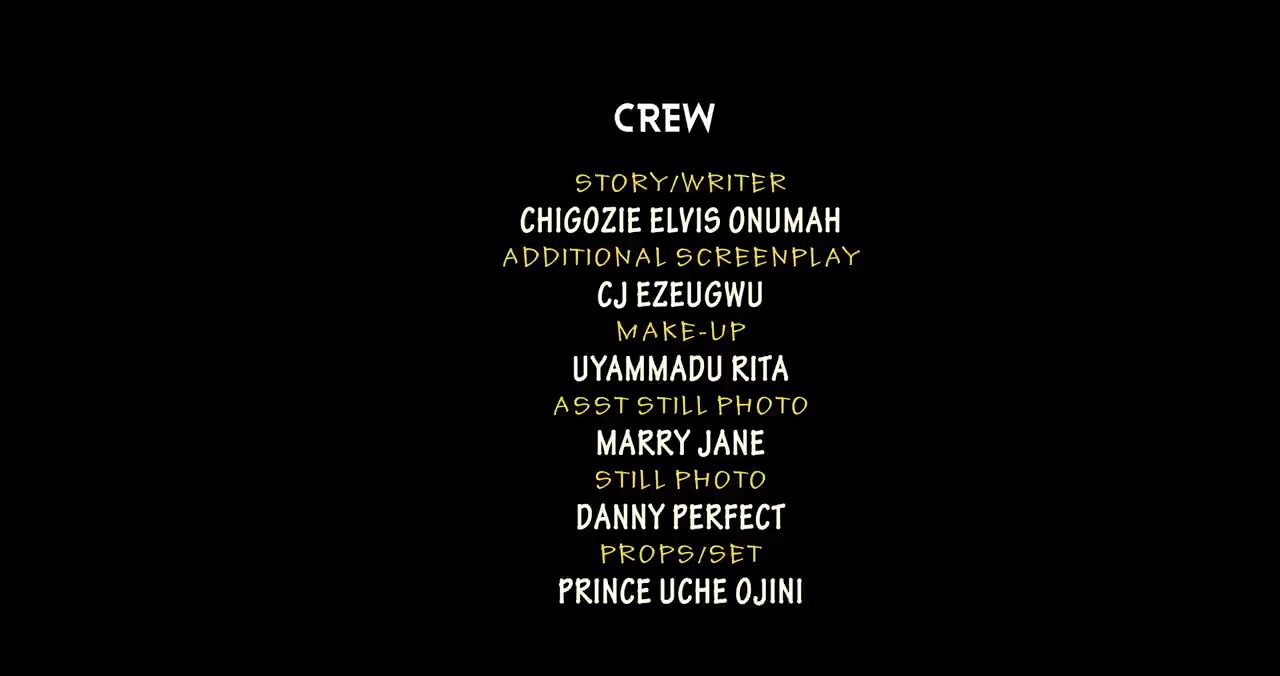 CREW
STORY/WRITER
CHIGOZIE ELVIS ONUMAH
ADDITIONAL SCREENPLAY
CJ EZEUGWU
MAKE-UP
UYAMMADU RITA
ASST STILL PHOTO
MARRY JANE
STILL PHOTO
DANNY PERFECT
PROPS/SET
PRINCE UCHE OJINI